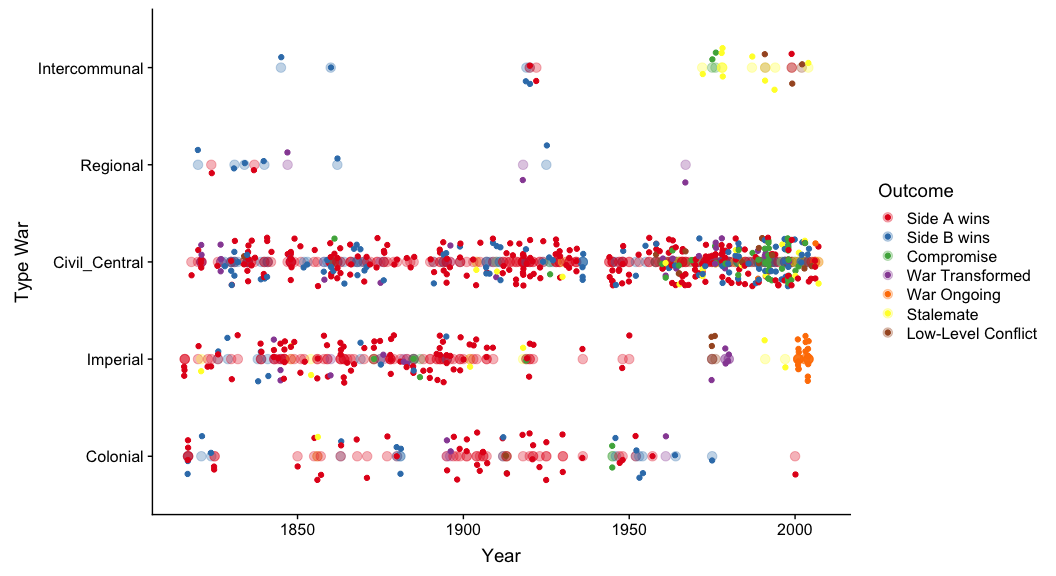 Intercommunal
Regional
Civil_Central
Imperial
Colonial
Type War
1850
1900
1950
2000
Year
Outcome
Side A wins
Side B wins
Compromise
War Transformed
War Ongoing
Stalemate
Low-Level Conflict